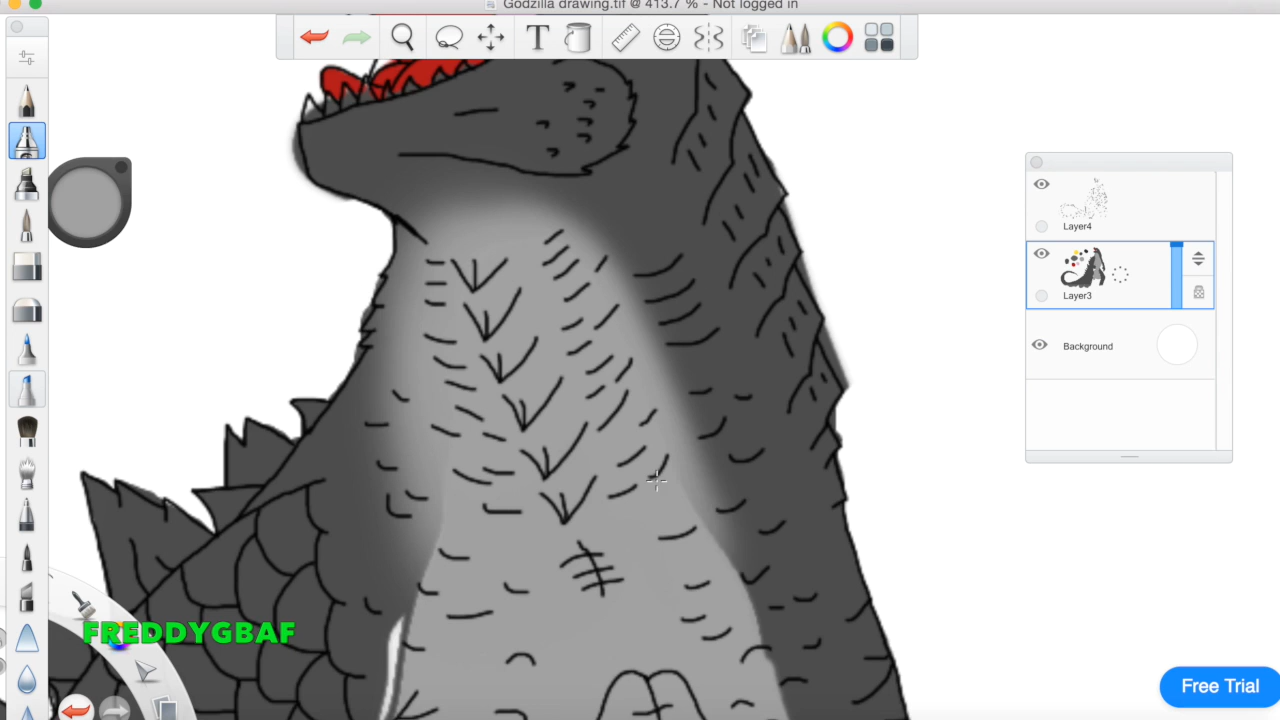 Godzilla drawing.tif @ 413.7 % - Not logged in
T
Layer4
Layer3
Background
FREDDYGBAF
Free Trial